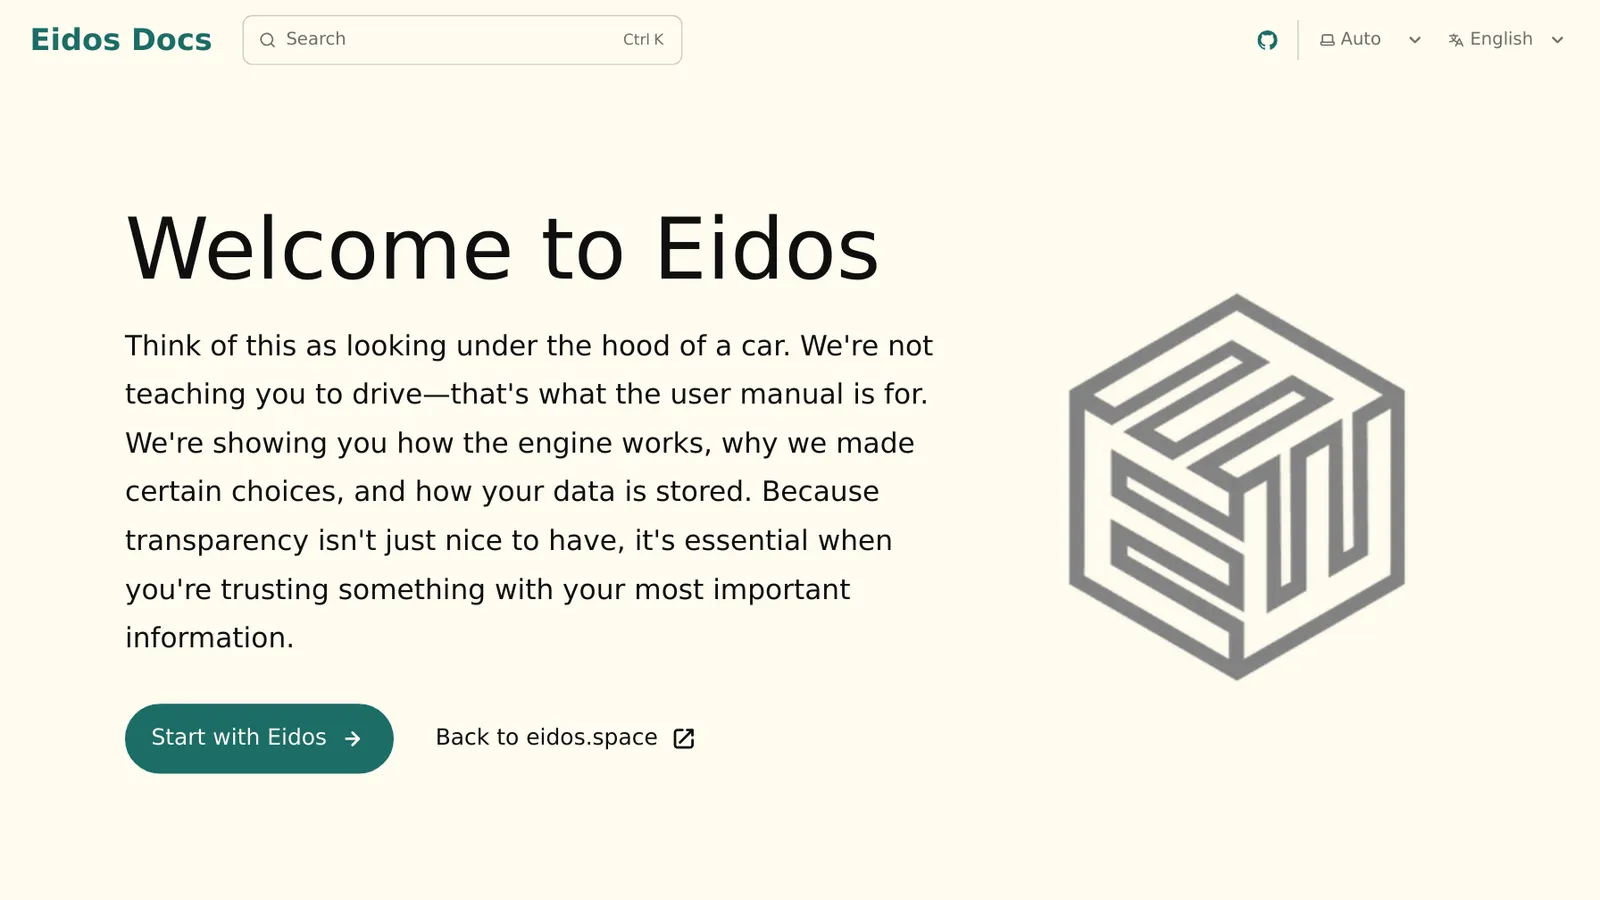 Eidos Docs
Search
Ctrl K
Auto
English
Welcome to Eidos
Think of this as looking under the hood of a car. We're not
teaching you to drive—that's what the user manual is for.
We're showing you how the engine works, why we made
certain choices, and how your data is stored. Because
transparency isn't just nice to have, it's essential when
you're trusting something with your most important
information.
Start with Eidos
Back to eidos.space